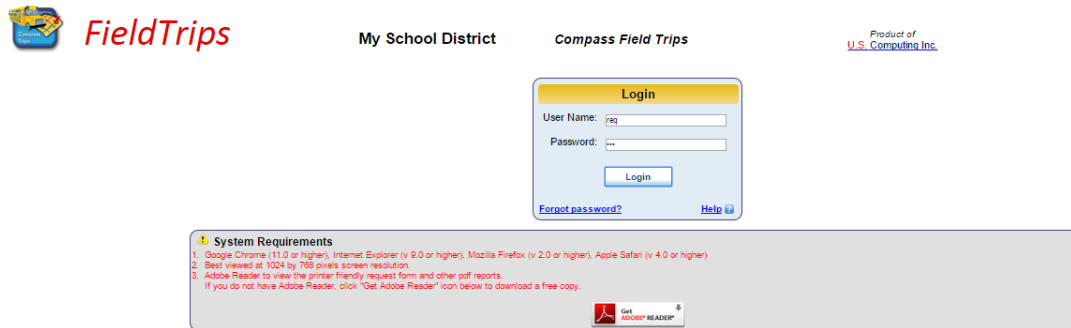 Compass
Trips
FieldTrips
My School District
Compass Field Trips
Product of
U.S. Computing Inc.
Login
User Name:
req
Password:
•••
Login
Forgot password?
Help
System Requirements
1. Google Chrome (11.0 or higher), Internet Explorer (v 9.0 or higher), Mozilla Firefox (v 2.0 or higher), Apple Safari (v 4.0 or higher)
2. Best viewed at 1024 by 768 pixels screen resolution.
3. Adobe Reader to view the printer friendly request form and other pdf reports.
If you do not have Adobe Reader, click "Get Adobe Reader" icon below to download a free copy.
Get
ADOBE® READER®